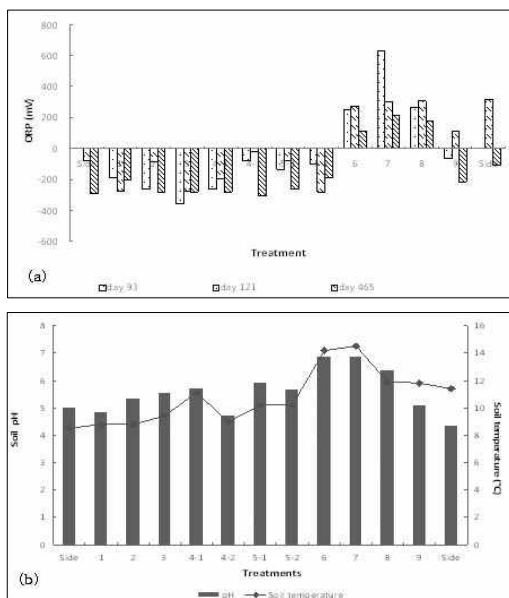 800
600
400
200
0
-200
-400
-600
ORP (mV)
4
6 7 8 Side
Treatment
(a)
day 93 day 121 day 465
8
7
6
5
4
3
2
1
0
Soil pH
16
14
12
10
8
6
4
2
0
Soil temperature (℃)
Side 1 2 3 4-1 4-2 5-1 5-2 6 7 8 9 Side
Treatments
(b)
pH Soil temperature